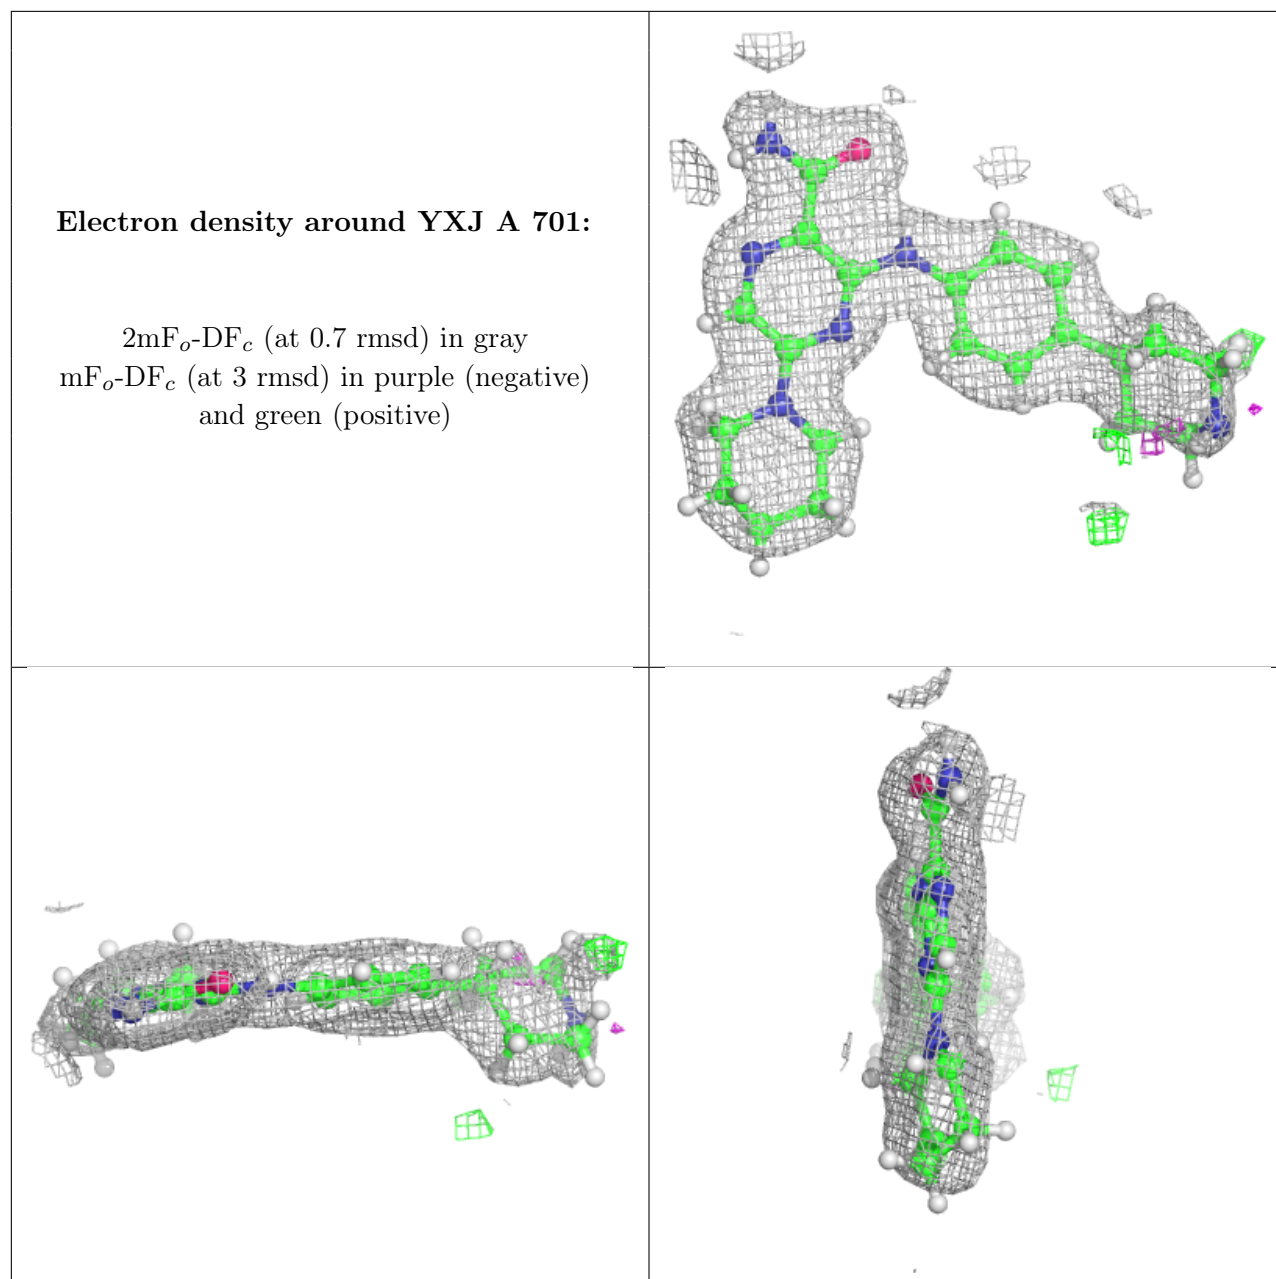 Electron density around YXJ A 701:
2mFo-DFc (at 0.7 rmsd) in gray
mFo-DFc (at 3 rmsd) in purple (negative)
and green (positive)